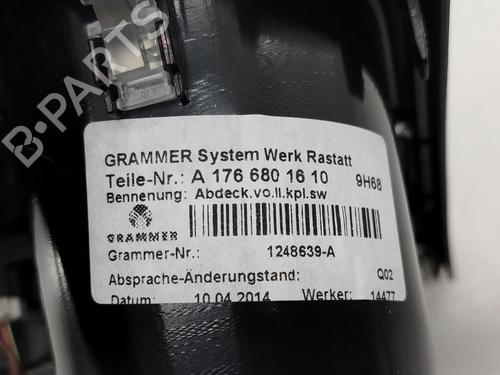 B-PARTS
GRAMMER System Werk Rastatt
Teile-Nr.: A 176 680 16 10 9H68
Bennenung: Abdeck.vo.ll.kpl.sw
GRAMMER
Grammer-Nr.: 1248639-A
Absprache-Änderungstand: Q02
Datum: 10.04.2014 Werker: 14477